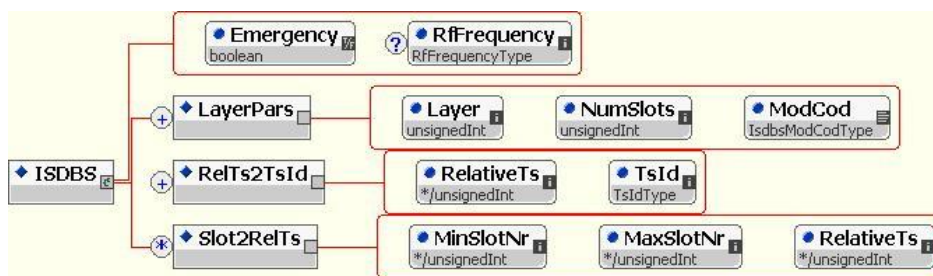 Emergency
boolean
?
RfFrequency
RfFrequencyType
+
LayerPars
Layer
unsignedInt
NumSlots
unsignedInt
ModCod
IsdbsModCodType
ISDBS
+
RelTs2TsId
RelativeTs
*/unsignedInt
TsId
TsIdType
*
Slot2RelTs
MinSlotNr
*/unsignedInt
MaxSlotNr
*/unsignedInt
RelativeTs
*/unsignedInt